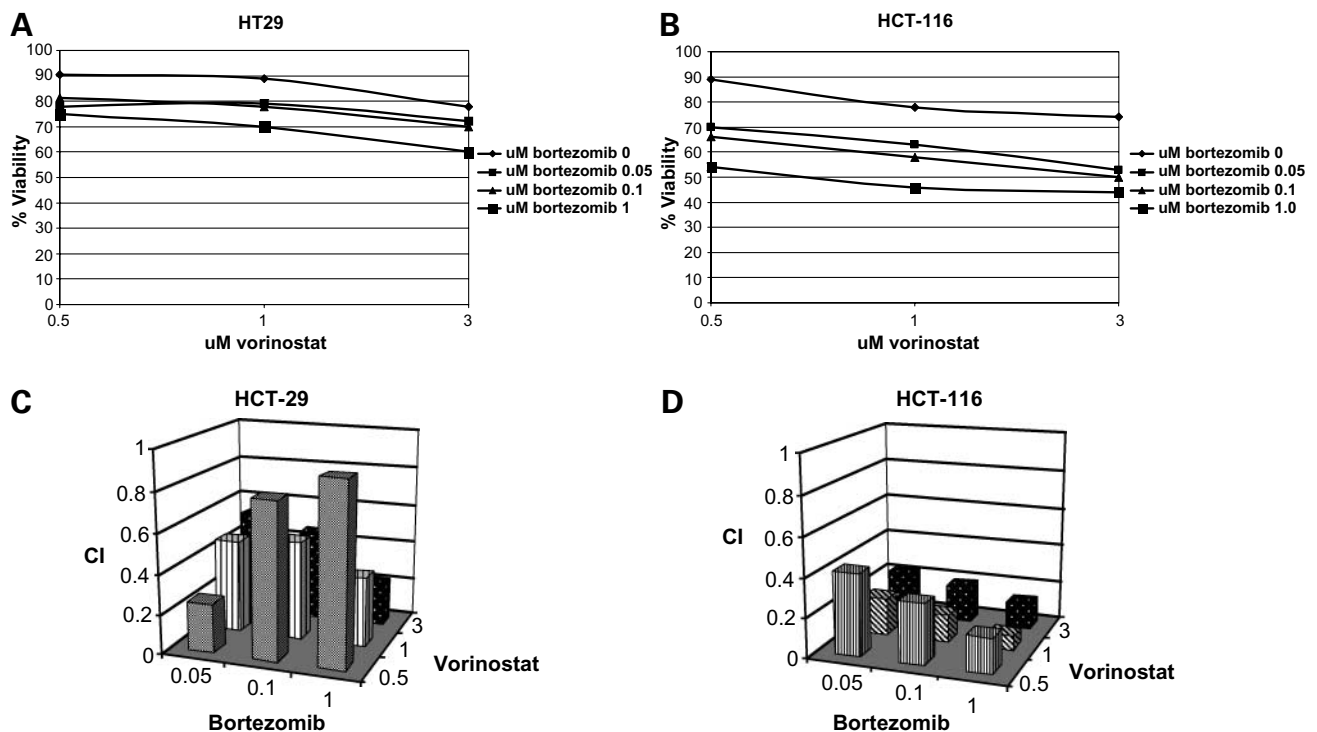 A
HT29
100
90
80
70
60
50
40
30
20
10
0
% Viability
0.5
1
3
uM vorinostat
uM bortezomib 0
uM bortezomib 0.05
uM bortezomib 0.1
uM bortezomib 1
B
HCT-116
100
90
80
70
60
50
40
30
20
10
0
% Viability
0.5
1
3
uM vorinostat
uM bortezomib 0
uM bortezomib 0.05
uM bortezomib 0.1
uM bortezomib 1.0
C
HCT-29
1
0.8
0.6
0.4
0.2
0
CI
0.05
0.1
1
Bortezomib
3
1
0.5
Vorinostat
D
HCT-116
1
0.8
0.6
0.4
0.2
0
CI
0.05
0.1
1
Bortezomib
3
1
0.5
Vorinostat